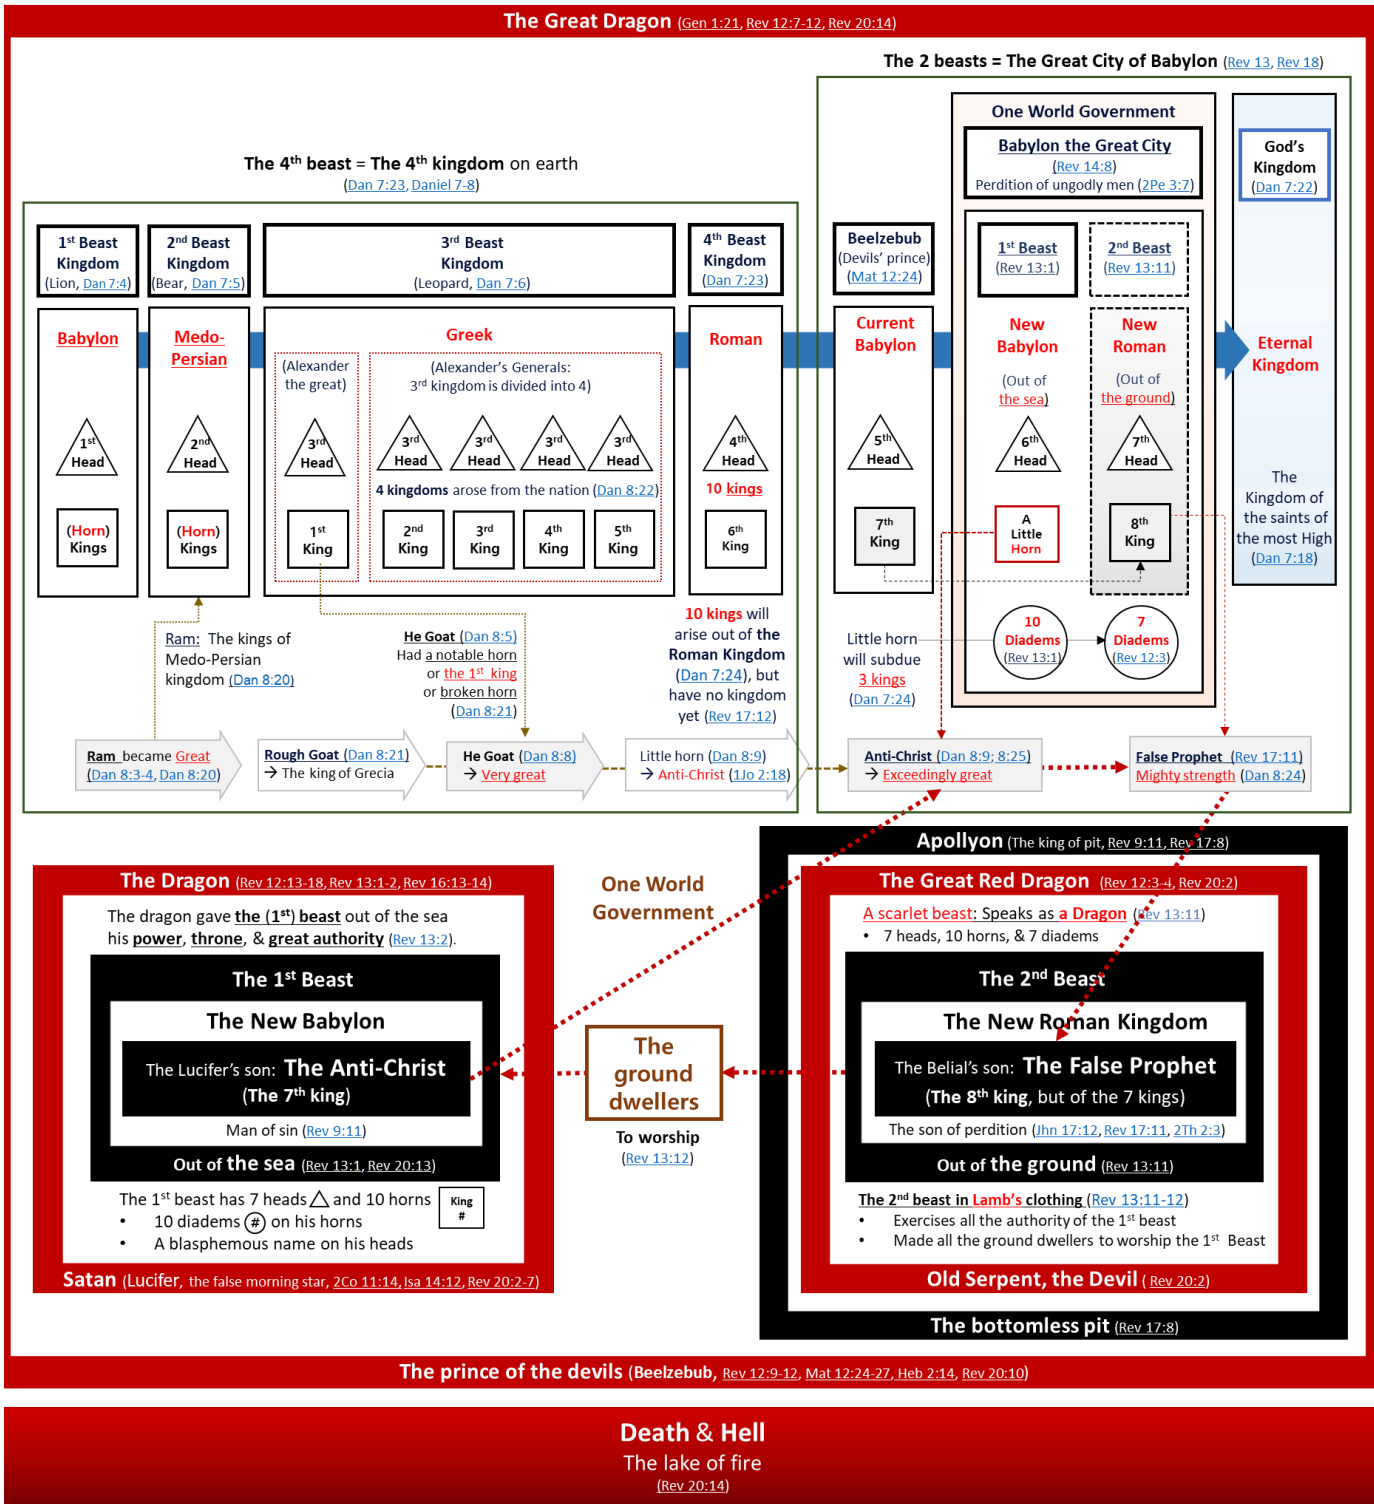 The Great Dragon (Gen 1:21, Rev 12:7-12, Rev 20:14)
The 2 beasts = The Great City of Babylon (Rev 13, Rev 18)
The 4th beast = The 4th kingdom on earth
(Dan 7:23, Daniel 7-8)
One World Government
Babylon the Great City
(Rev 14:8)
Perdition of ungodly men (2Pe 3:7)
God's
Kingdom
(Dan 7:22)
1st Beast
Kingdom
(Lion, Dan 7:4)
2nd Beast
Kingdom
(Bear, Dan 7:5)
3rd Beast
Kingdom
(Leopard, Dan 7:6)
4th Beast
Kingdom
(Dan 7:23)
Beelzebub
(Devils' prince)
(Mat 12:24)
1st Beast
(Rev 13:1)
2nd Beast
(Rev 13:11)
Babylon
1st
Head
(Horn)
Kings
Medo-
Persian
2nd
Head
(Horn)
Kings
Greek
(Alexander
the great)
3rd
Head
1st
King
(Alexander's Generals:
3rd kingdom is divided into 4)
3rd
Head
3rd
Head
3rd
Head
3rd
Head
4 kingdoms arose from the nation (Dan 8:22)
2nd
King
3rd
King
4th
King
5th
King
Roman
4th
Head
10 kings
6th
King
Current
Babylon
5th
Head
7th
King
New
Babylon
(Out of
the sea)
6th
Head
A
Little
Horn
10
Diadems
(Rev 13:1)
New
Roman
(Out of
the ground)
7th
Head
8th
King
7
Diadems
(Rev 12:3)
Eternal
Kingdom
The
Kingdom of
the saints of
the most High
(Dan 7:18)
Ram: The kings of
Medo-Persian
kingdom (Dan 8:20)
He Goat (Dan 8:5)
Had a notable horn
or the 1st king
or broken horn
(Dan 8:21)
10 kings will
arise out of the
Roman Kingdom
(Dan 7:24), but
have no kingdom
yet (Rev 17:12)
Little horn
will subdue
3 kings
(Dan 7:24)
Ram became Great
(Dan 8:3-4, Dan 8:20)
Rough Goat (Dan 8:21)
→ The king of Grecia
He Goat (Dan 8:8)
→ Very great
Little horn (Dan 8:9)
→ Anti-Christ (1Jo 2:18)
Anti-Christ (Dan 8:9; 8:25)
→ Exceedingly great
False Prophet (Rev 17:11)
Mighty strength (Dan 8:24)
The Dragon (Rev 12:13-18, Rev 13:1-2, Rev 16:13-14)
The dragon gave the (1st) beast out of the sea
his power, throne, & great authority (Rev 13:2).
The 1st Beast
The New Babylon
The Lucifer's son: The Anti-Christ
(The 7th king)
Man of sin (Rev 9:11)
Out of the sea (Rev 13:1, Rev 20:13)
The 1st beast has 7 heads △ and 10 horns
King
#
• 10 diadems (#) on his horns
• A blasphemous name on his heads
Satan (Lucifer, the false morning star, 2Co 11:14, Isa 14:12, Rev 20:2-7)
One World
Government
The
ground
dwellers
To worship
(Rev 13:12)
Apollyon (The king of pit, Rev 9:11, Rev 17:8)
The Great Red Dragon (Rev 12:3-4, Rev 20:2)
A scarlet beast: Speaks as a Dragon (Rev 13:11)
• 7 heads, 10 horns, & 7 diadems
The 2nd Beast
The New Roman Kingdom
The Belial's son: The False Prophet
(The 8th king, but of the 7 kings)
The son of perdition (Jhn 17:12, Rev 17:11, 2Th 2:3)
Out of the ground (Rev 13:11)
The 2nd beast in Lamb's clothing (Rev 13:11-12)
• Exercises all the authority of the 1st beast
• Made all the ground dwellers to worship the 1st Beast
Old Serpent, the Devil ( Rev 20:2)
The bottomless pit (Rev 17:8)
The prince of the devils (Beelzebub, Rev 12:9-12, Mat 12:24-27, Heb 2:14, Rev 20:10)
Death & Hell
The lake of fire
(Rev 20:14)